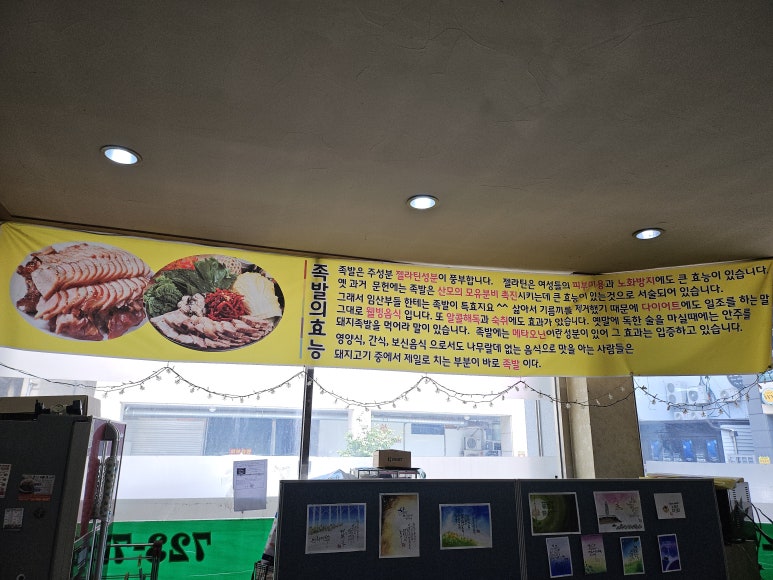 족발의효능
족발은 주성분 젤라틴성분이 풍부합니다. 젤라틴은 여성들의 피부미용과 노화방지에도 큰 효능이 있습니다.
옛 과거 문헌에는 족발은 산모의 모유분비 촉진시키는데 큰 효능이 있는것으로 서술되어 있습니다.
그래서 임산부들 한테는 족발이 특효지요 ^^ 살아서 기름끼를 제거했기 때문에 다이어트에도 일조를 하는말
그대로 웰빙음식 입니다. 또 알콜해독과 숙취에도 효과가 있습니다. 옛말에 독한 술을 마실때에는 안주를
돼지족발을 먹어라 말이 있습니다. 족발에는 메타오닌이란 성분이 있어 그 효과는 입증하고 있습니다.
영양식, 간식, 보신음식 으로서도 나무랄데 없는 음식으로 맛을 아는 사람들은
돼지고기 중에서 제일로 치는 부분이 바로 족발 이다.
728-7